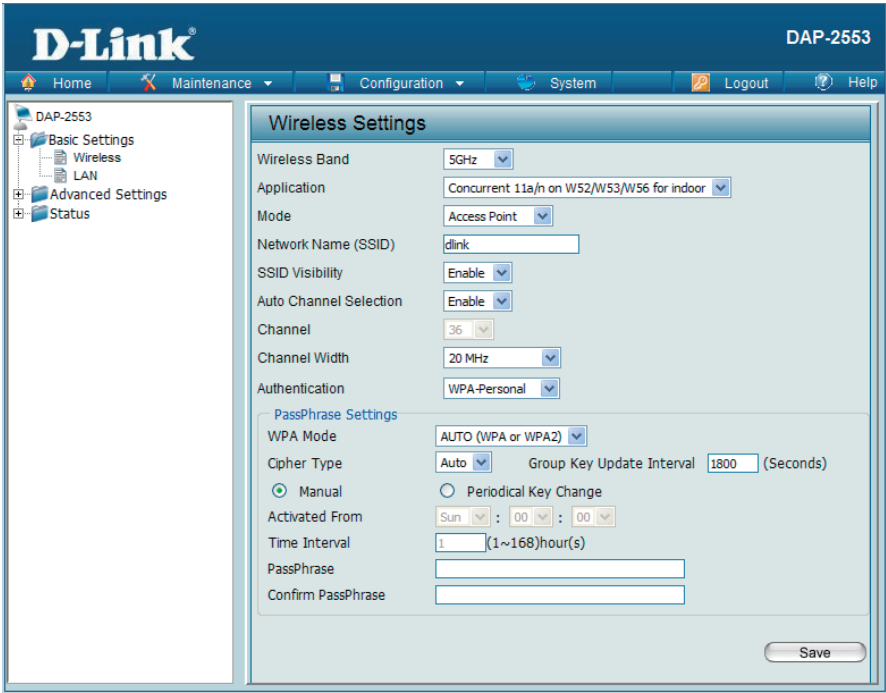 D-Link®
DAP-2553
Home Maintenance Configuration System Logout Help
DAP-2553
Basic Settings
Wireless
LAN
Advanced Settings
Status
Wireless Settings
Wireless Band 5GHz
Application Concurrent 11a/n on W52/W53/W56 for indoor
Mode Access Point
Network Name (SSID) dlink
SSID Visibility Enable
Auto Channel Selection Enable
Channel 36
Channel Width 20 MHz
Authentication WPA-Personal
PassPhrase Settings
WPA Mode AUTO (WPA or WPA2)
Cipher Type Auto Group Key Update Interval 1800 (Seconds)
Manual Periodical Key Change
Activated From Sun : 00 : 00
Time Interval 1 (1~168)hour(s)
PassPhrase
Confirm PassPhrase
Save